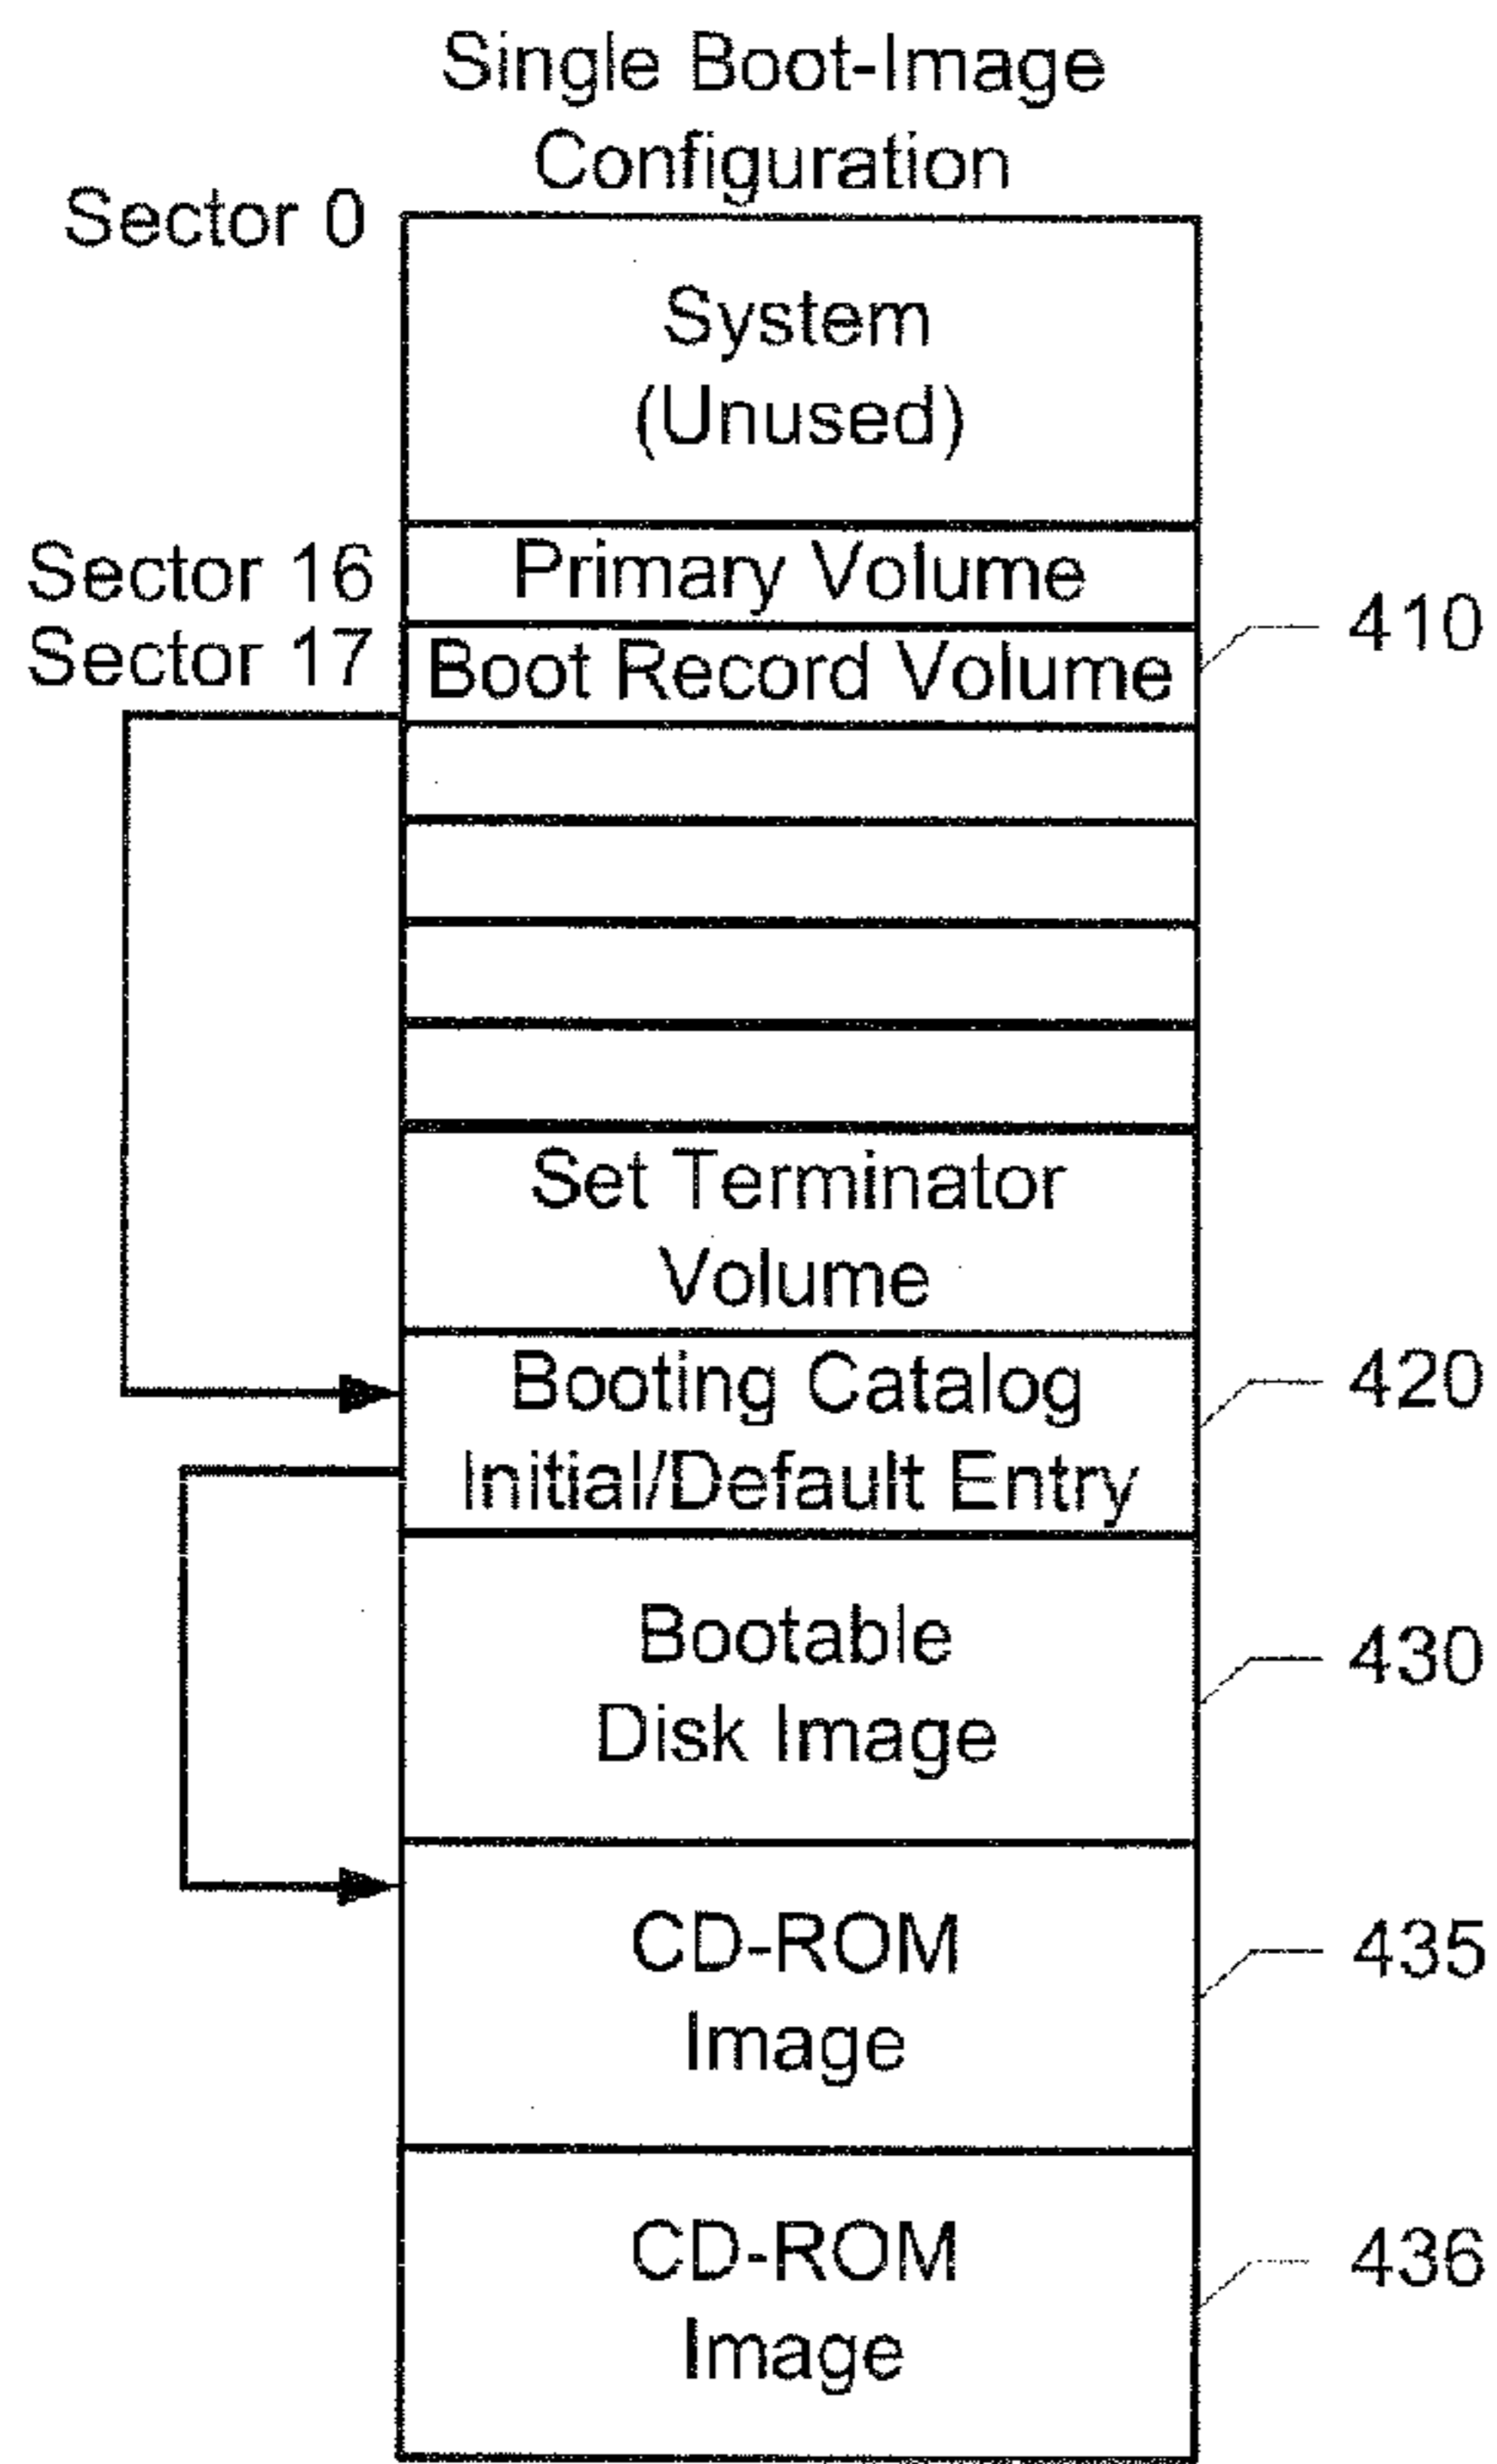 Single Boot-Image
Configuration
Sector 0
System
(Unused)
Sector 16
Primary Volume
Sector 17
Boot Record Volume
410
Set Terminator
Volume
Booting Catalog
420
Initial/Default Entry
Bootable
430
Disk Image
CD-ROM
435
Image
CD-ROM
436
Image